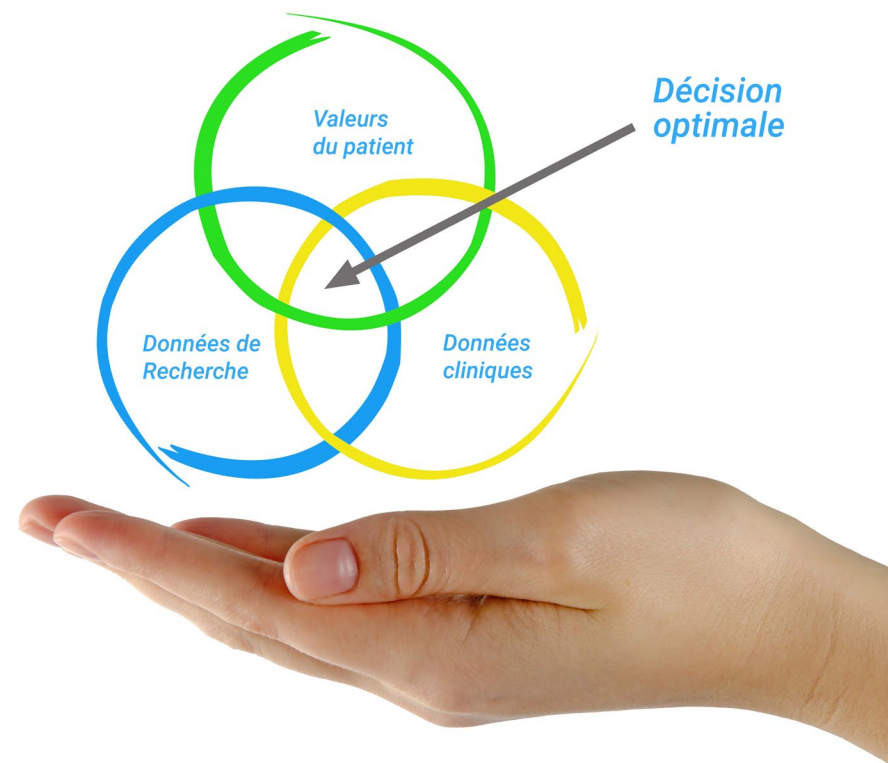 Valeurs
du patient
Décision
optimale
Données de
Recherche
Données
cliniques